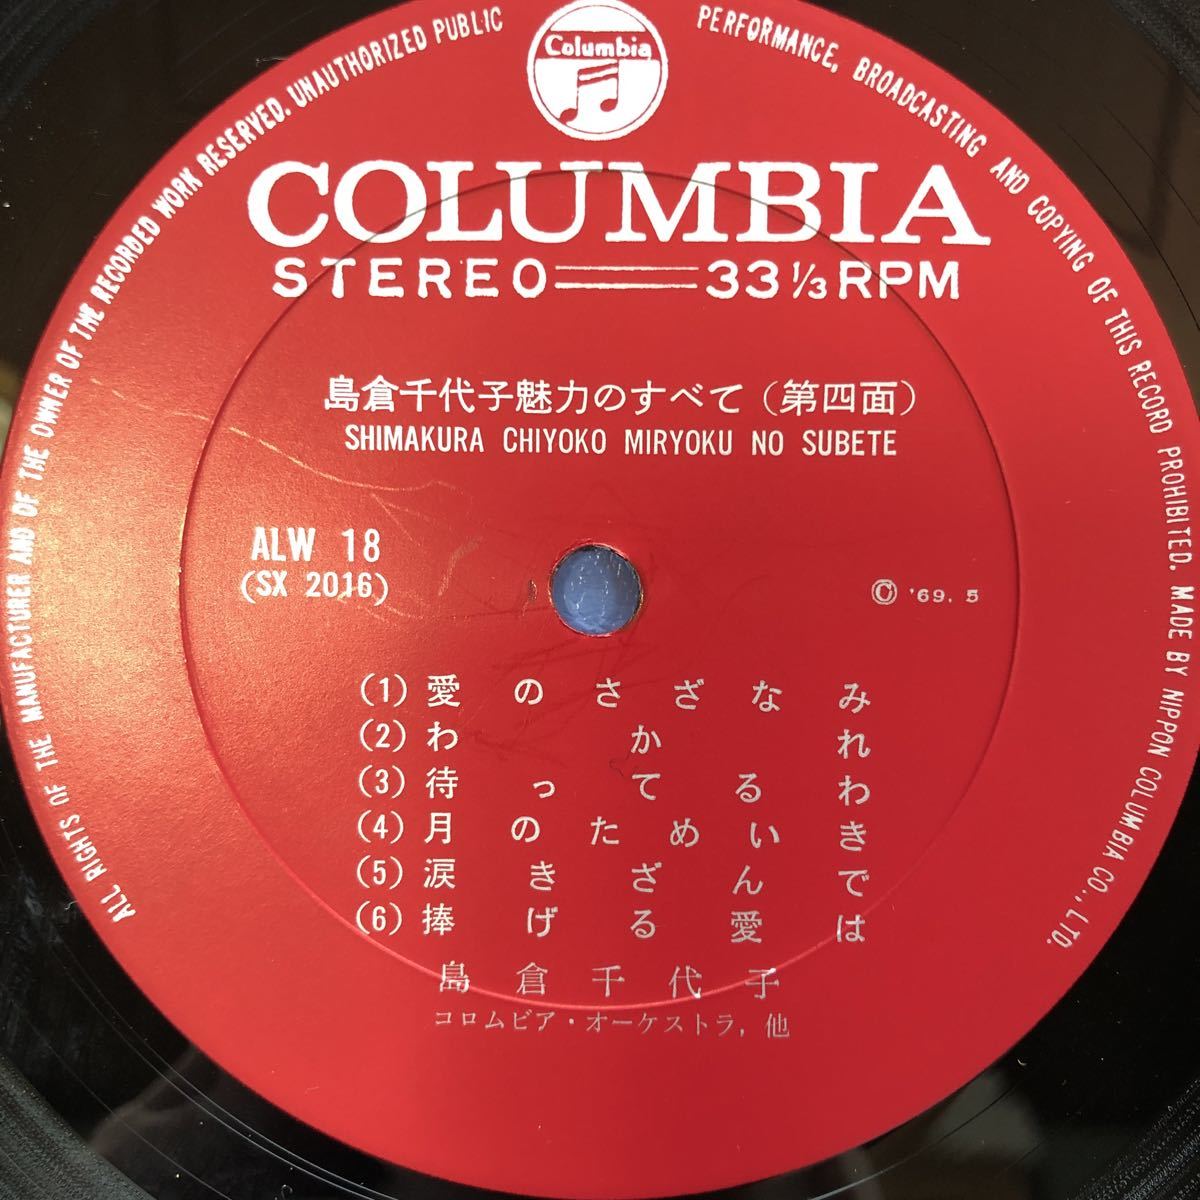 ALL RIGHTS OF THE MANUFACTURER AND OF THE OWNER OF THE RECORDED WORK RESERVED. UNAUTHORIZED PUBLIC PERFORMANCE, BROADCASTING AND COPYING OF THIS RECORD PROHIBITED. MADE BY NIPPON COLUMBIA CO., LTD.
Columbia
COLUMBIA
STEREO 33 1/3 RPM
島倉千代子魅力のすべて(第四面)
SHIMAKURA CHIYOKO MIRYOKU NO SUBETE
ALW 18
(SX 2016)
© '69. 5
(1) 愛のさざなみ
(2) わかれ
(3) 待ってるわ
(4) 月のためいき
(5) 涙きざんで
(6) 捧げる愛は
島倉千代子
コロムビア・オーケストラ, 他